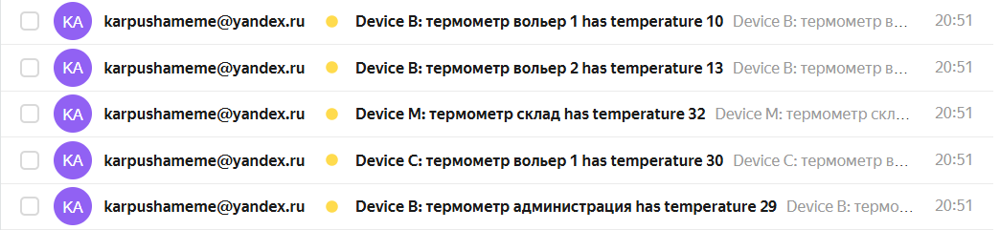 KA karpushameme@yandex.ru Device B: термометр вольер 1 has temperature 10 Device B: термометр в... 20:51
KA karpushameme@yandex.ru Device B: термометр вольер 2 has temperature 13 Device B: термометр в... 20:51
KA karpushameme@yandex.ru Device M: термометр склад has temperature 32 Device M: термометр скл... 20:51
KA karpushameme@yandex.ru Device C: термометр вольер 1 has temperature 30 Device C: термометр в... 20:51
KA karpushameme@yandex.ru Device B: термометр администрация has temperature 29 Device B: термо... 20:51